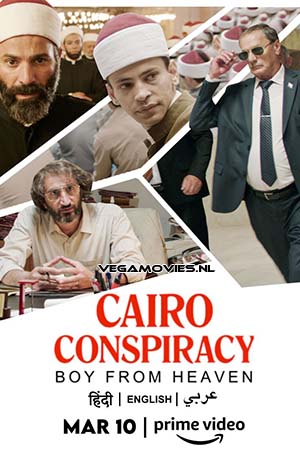 VEGAMOVIES.NL
CAIRO
CONSPIRACY
BOY FROM HEAVEN
हिंदी | ENGLISH | عربي
MAR 10 | prime video